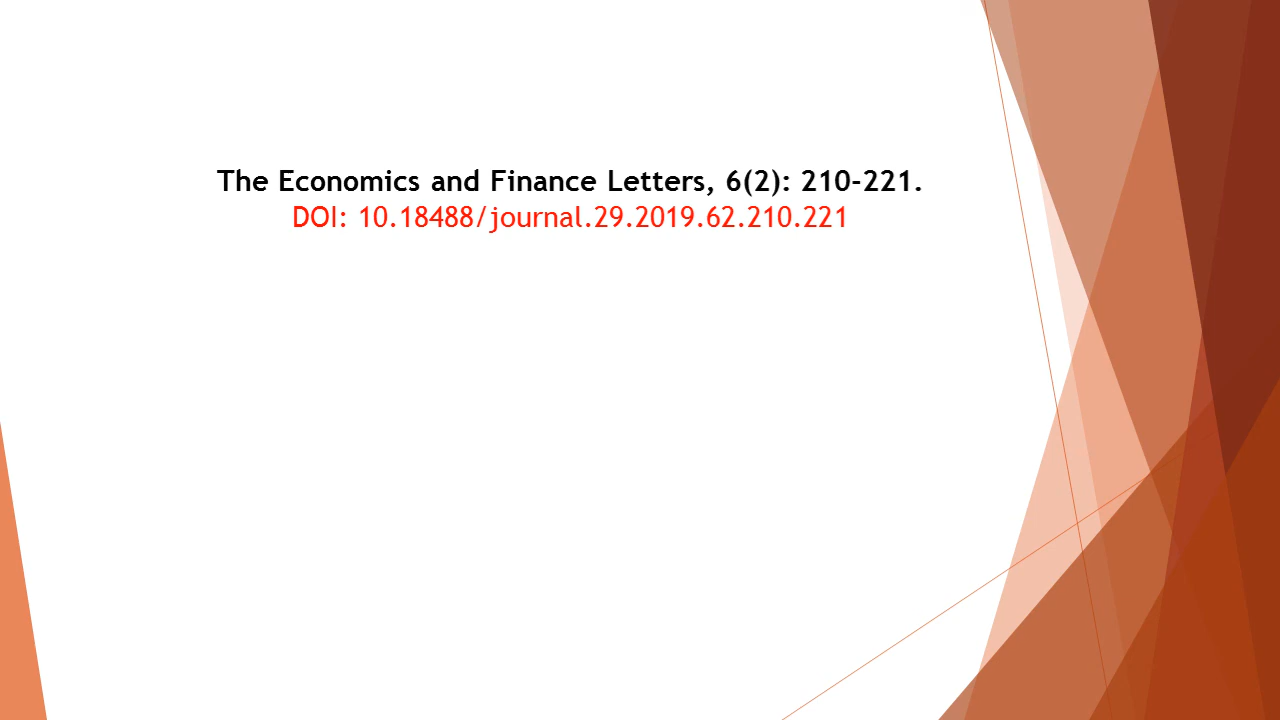 The Economics and Finance Letters, 6(2): 210-221.
DOI: 10.18488/journal.29.2019.62.210.221